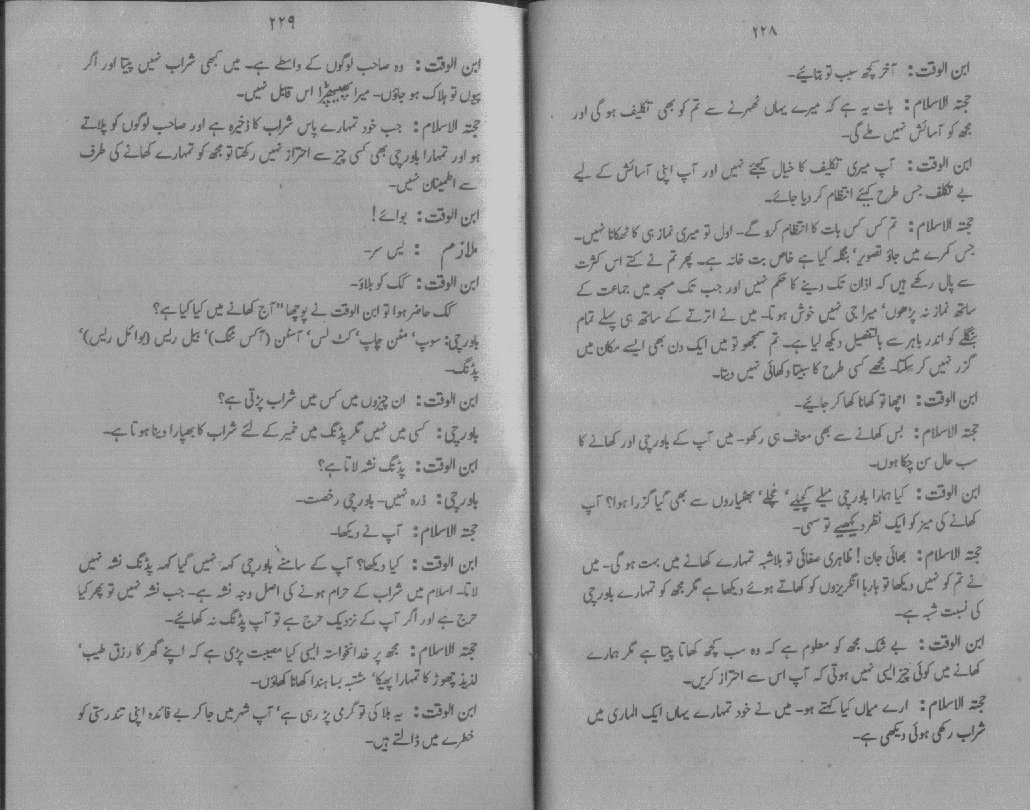 ۲۲۸
ابن الوقت: آخر کچھ سبب تو بتائیے۔
حجتہ الاسلام: بات یہ ہے کہ میرے یہاں ٹھہرنے سے تم کو بھی تکلیف ہو گی اور
مجھ کو آسائش نہیں ملے گی۔
ابن الوقت: آپ میری تکلیف کا خیال کیجئے نہیں اور آپ اپنی آسائش کے لیے
بے تکلف جس طرح کہئے انتظام کر دیا جائے۔
حجتہ الاسلام: تم کس کس بات کا انتظام کرو گے۔ اول تو میری نماز ہی کا ٹھکانا نہیں۔
جس کمرے میں جاؤ تصویر' بنگلہ کیا ہے خاص بت خانہ ہے۔ پھر تم نے کتے اس کثرت
سے پال رکھے ہیں کہ اذان تک دینے کا حکم نہیں اور جب تک مسجد میں جماعت کے
ساتھ نماز نہ پڑھوں' میرا جی نہیں خوش ہوتا۔ میں نے اترتے کے ساتھ ہی پہلے تمام
بنگلے کو اندر باہر سے بالتفصیل دیکھ لیا ہے۔ تم سمجھو تو میں ایک دن بھی ایسے مکان میں
گزر نہیں کر سکتا۔ مجھے کسی طرح کا سبیتا دکھائی نہیں دیتا۔
ابن الوقت: اچھا تو کھانا کھا کر جائیے۔
حجتہ الاسلام: بس کھانے سے بھی معاف ہی رکھو۔ میں آپ کے باورچی اور کھانے کا
سب حال سن چکا ہوں۔
ابن الوقت: کیا ہمارا باورچی میلے کچیلے' غچلے' بھٹیاروں سے بھی گیا گزرا ہوا؟ آپ
کھانے کی میز کو ایک نظر دیکھیے تو سہی۔
حجتہ الاسلام: بھائی جان! ظاہری صفائی تو بلاشبہ تمہارے کھانے میں بہت ہو گی۔ میں
نے تم کو نہیں دیکھا تو بارہا انگریزوں کو کھاتے ہوئے دیکھا ہے مگر مجھ کو تمہارے باورچی
کی نسبت شبہ ہے۔
ابن الوقت: بے شک مجھ کو معلوم ہے کہ وہ سب کچھ کھاتا پیتا ہے مگر ہمارے
کھانے میں کوئی چیز ایسی نہیں ہوتی کہ آپ اس سے احتراز کریں۔
حجتہ الاسلام: ارے میاں کیا کہتے ہو۔ میں نے خود تمہارے یہاں ایک الماری میں
شراب رکھی ہوئی دیکھی ہے۔
۲۲۹
ابن الوقت: وہ صاحب لوگوں کے واسطے ہے۔ میں کبھی شراب نہیں پیتا اور اگر
پیوں تو ہلاک ہو جاؤں۔ میرا پھیپھڑا اس قابل نہیں۔
حجتہ الاسلام: جب خود تمہارے پاس شراب کا ذخیرہ ہے اور صاحب لوگوں کو پلاتے
ہو اور تمہارا باورچی بھی کسی چیز سے احتراز نہیں رکھتا تو مجھ کو تمہارے کھانے کی طرف
سے اطمینان نہیں۔
ابن الوقت: بوائے!
ملازم : یس سر۔
ابن الوقت: کک کو بلاؤ۔
کک حاضر ہوا تو ابن الوقت نے پوچھا "آج کھانے میں کیا کیا ہے؟
باورچی: سوپ' مٹن چاپ' کٹ لس' آسٹن (آکس ٹنگ)' بیل ریس (بوائل ریس)'
پڈنگ۔
ابن الوقت: ان چیزوں میں کس میں شراب پڑتی ہے؟
باورچی: کسی میں نہیں مگر پڈنگ میں خمیر کے لئے شراب کا بھپارا دینا ہوتا ہے۔
ابن الوقت: پڈنگ نشہ لاتا ہے؟
باورچی: ذرہ نہیں۔ باورچی رخصت۔
حجتہ الاسلام: آپ نے دیکھا۔
ابن الوقت: کیا دیکھا؟ آپ کے سامنے باورچی کہہ نہیں گیا کہ پڈنگ نشہ نہیں
لاتا۔ اسلام میں شراب کے حرام ہونے کی اصل وجہ نشہ ہے۔ جب نشہ نہیں تو پھر کیا
حرج ہے اور اگر آپ کے نزدیک حرج ہے تو آپ پڈنگ نہ کھائیے۔
حجتہ الاسلام: مجھ پر خدانخواستہ ایسی کیا مصیبت پڑی ہے کہ اپنے گھر کا رزق طیب'
لذیذ چھوڑ کا تمہارا پھیکا' مشتبہ بساہندا کھانا کھاؤں۔
ابن الوقت: یہ بلا کی تو گرمی پڑ رہی ہے' آپ شہر میں جا کر بے فائدہ اپنی تندرستی کو
خطرے میں ڈالتے ہیں۔